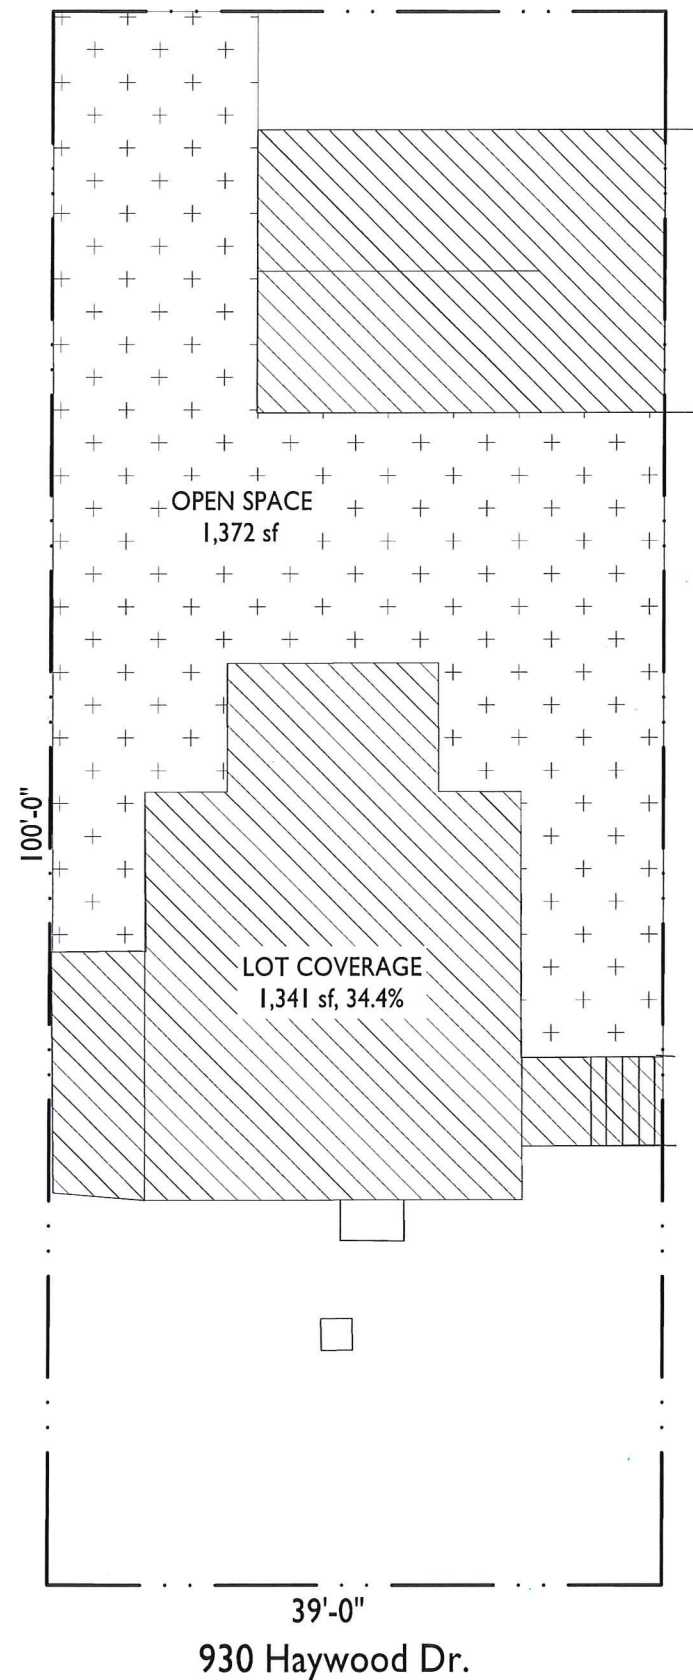 OPEN SPACE
1,372 sf
100'-0"
LOT COVERAGE
1,341 sf, 34.4%
39'-0"
930 Haywood Dr.